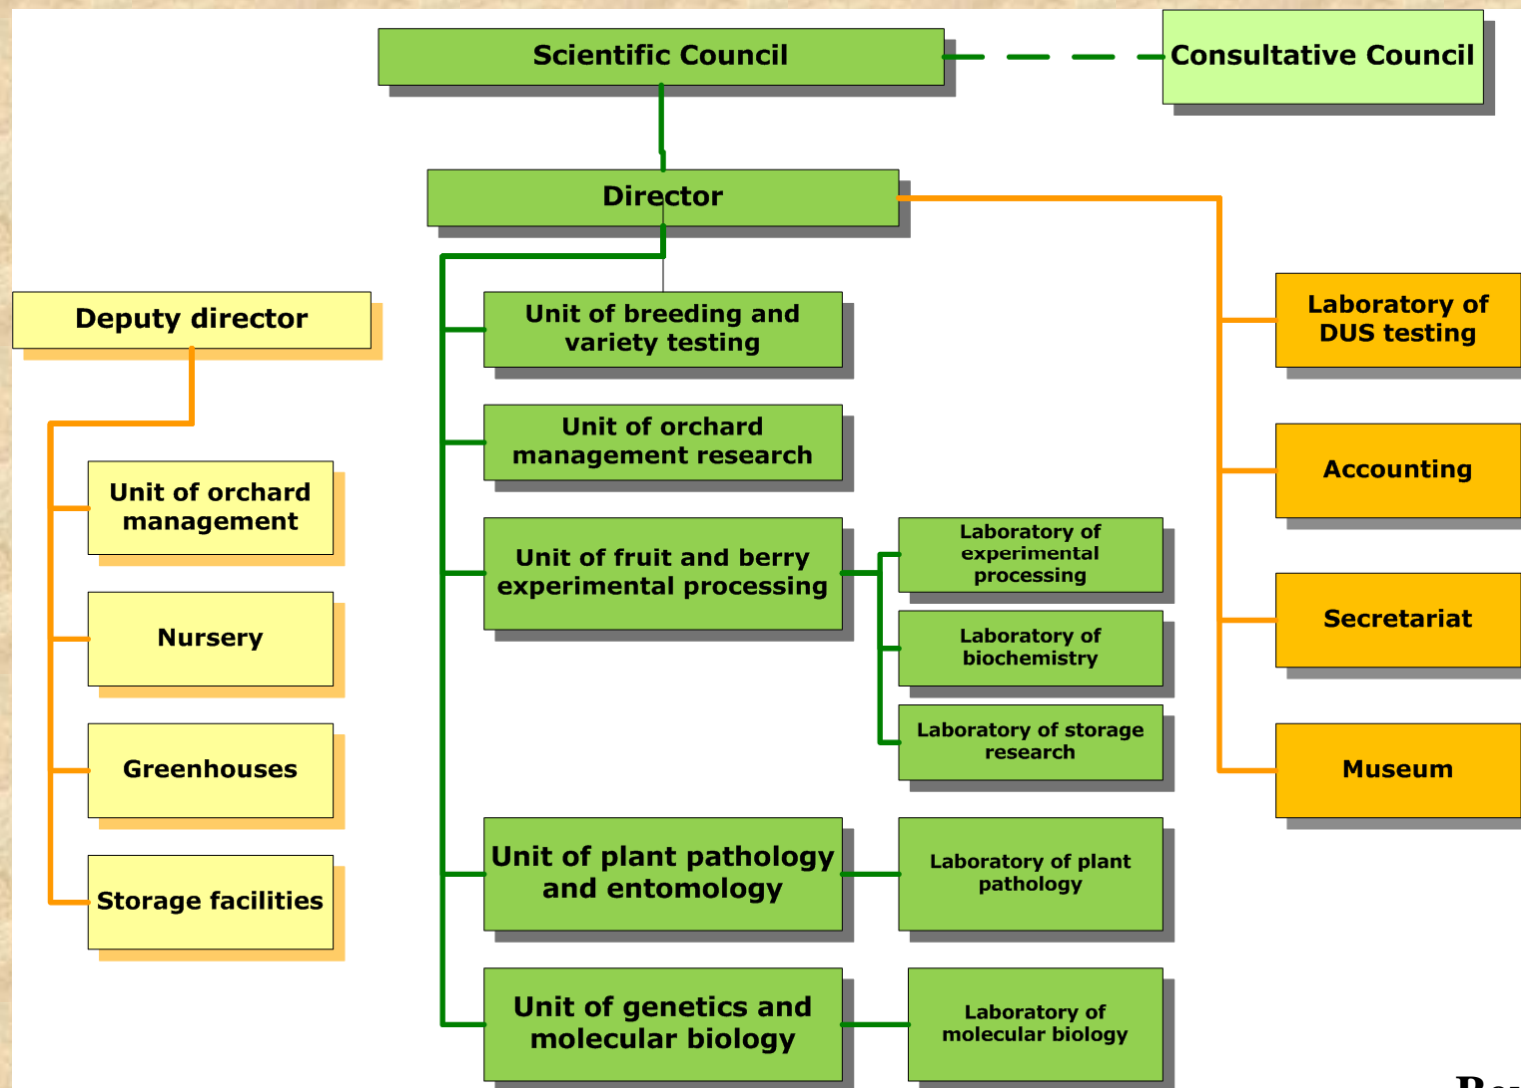 Scientific Council
Consultative Council
Director
Deputy director
Unit of orchard
management
Nursery
Greenhouses
Storage facilities
Unit of breeding and
variety testing
Unit of orchard
management research
Unit of fruit and berry
experimental processing
Laboratory of
experimental
processing
Laboratory of
biochemistry
Laboratory of storage
research
Unit of plant pathology
and entomology
Laboratory of plant
pathology
Unit of genetics and
molecular biology
Laboratory of
molecular biology
Laboratory of
DUS testing
Accounting
Secretariat
Museum